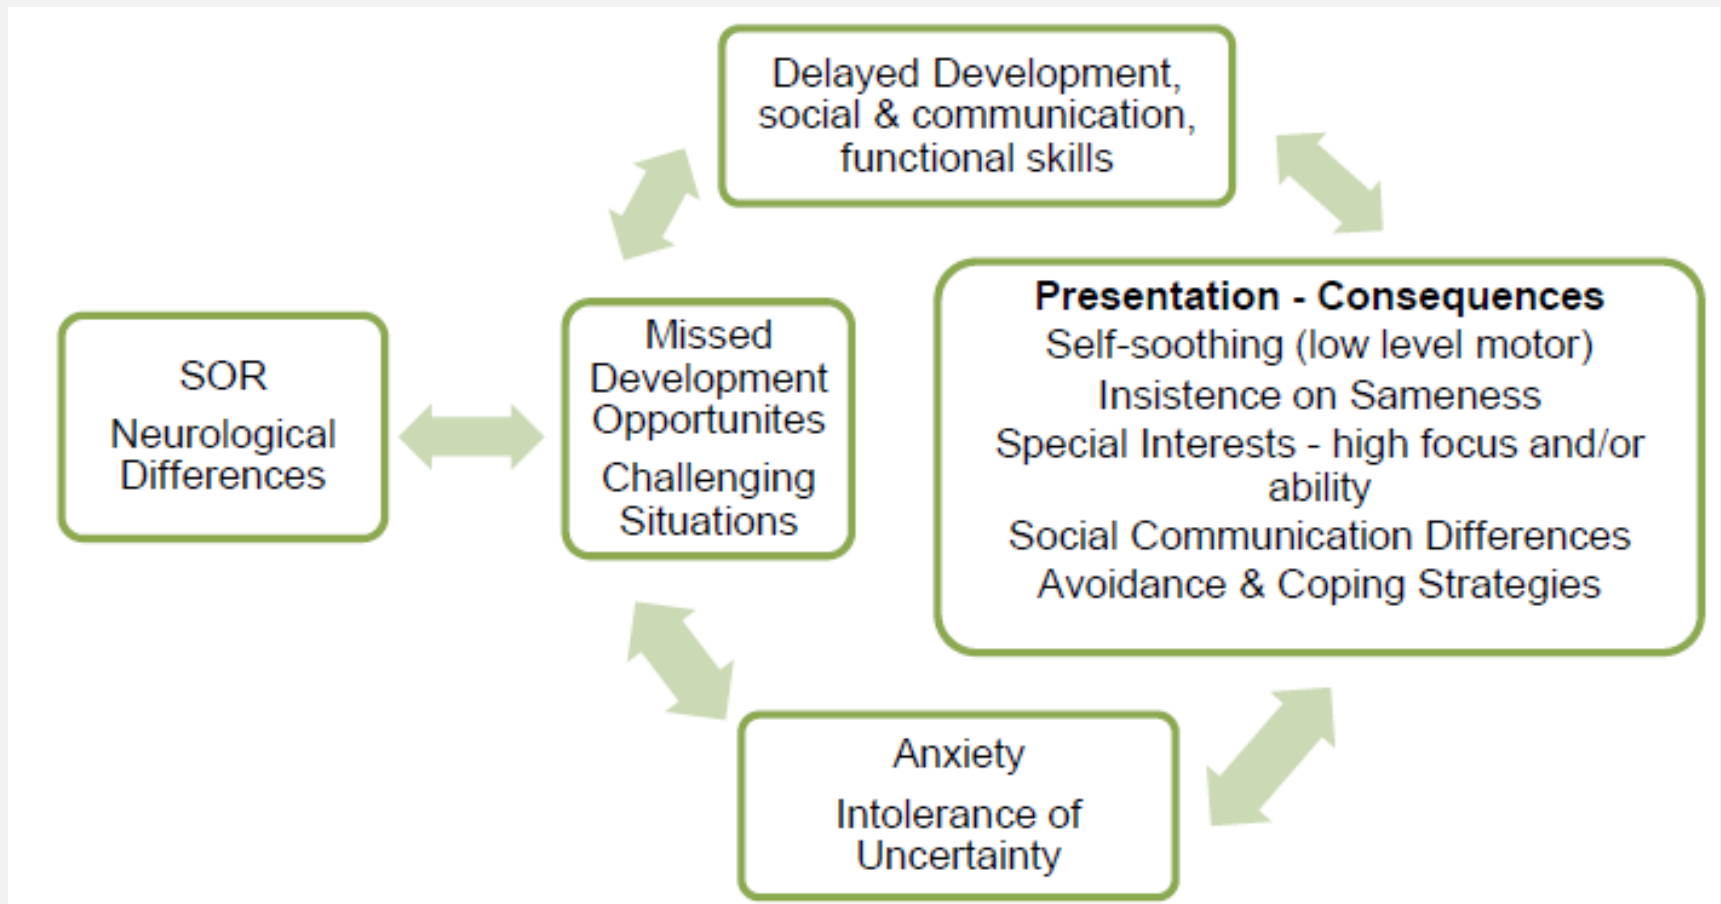 Delayed Development,
social & communication,
functional skills
SOR
Neurological
Differences
Missed
Development
Opportunites
Challenging
Situations
Presentation - Consequences
Self-soothing (low level motor)
Insistence on Sameness
Special Interests - high focus and/or
ability
Social Communication Differences
Avoidance & Coping Strategies
Anxiety
Intolerance of
Uncertainty